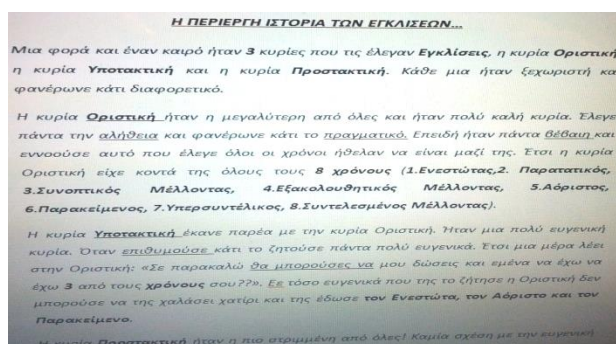 Η ΠΕΡΙΕΡΓΗ ΙΣΤΟΡΙΑ ΤΩΝ ΕΓΚΛΙΣΕΩΝ...
Μια φορά και έναν καιρό ήταν 3 κυρίες που τις έλεγαν Εγκλίσεις, η κυρία Οριστική
η κυρία Υποτακτική και η κυρία Προστακτική. Κάθε μια ήταν ξεχωριστή και
φανέρωνε κάτι διαφορετικό.
Η κυρία Οριστική ήταν η μεγαλύτερη από όλες και ήταν πολύ καλή κυρία. Έλεγε
πάντα την αλήθεια και φανέρωνε κάτι το πραγματικό. Επειδή ήταν πάντα βέβαιη και
εννοούσε αυτό που έλεγε όλοι οι χρόνοι ήθελαν να είναι μαζί της. Έτσι η κυρία
Οριστική είχε κοντά της όλους τους 8 χρόνους (1.Ενεστώτας,2. Παρατατικός,
3.Συνοπτικός Μέλλοντας, 4.Εξακολουθητικός Μέλλοντας, 5.Αόριστος,
6.Παρακείμενος, 7.Υπερσυντέλικος, 8.Συντελεσμένος Μέλλοντας).
Η κυρία Υποτακτική έκανε παρέα με την κυρία Οριστική. Ήταν μια πολύ ευγενική
κυρία. Όταν επιθυμούσε κάτι το ζητούσε πάντα πολύ ευγενικά. Έτσι μια μέρα λέει
στην Οριστική: «Σε παρακαλώ θα μπορούσες να μου δώσεις και εμένα να έχω να
έχω 3 από τους χρόνους σου??». Εε τόσο ευγενικά που της το ζήτησε η Οριστική δεν
μπορούσε να της χαλάσει χατίρι και της έδωσε τον Ενεστώτα, τον Αόριστο και τον
Παρακείμενο.
Η κυρία Προστακτική ήταν η πιο στριμμένη από όλες! Καμία σχέση με την ευγενική